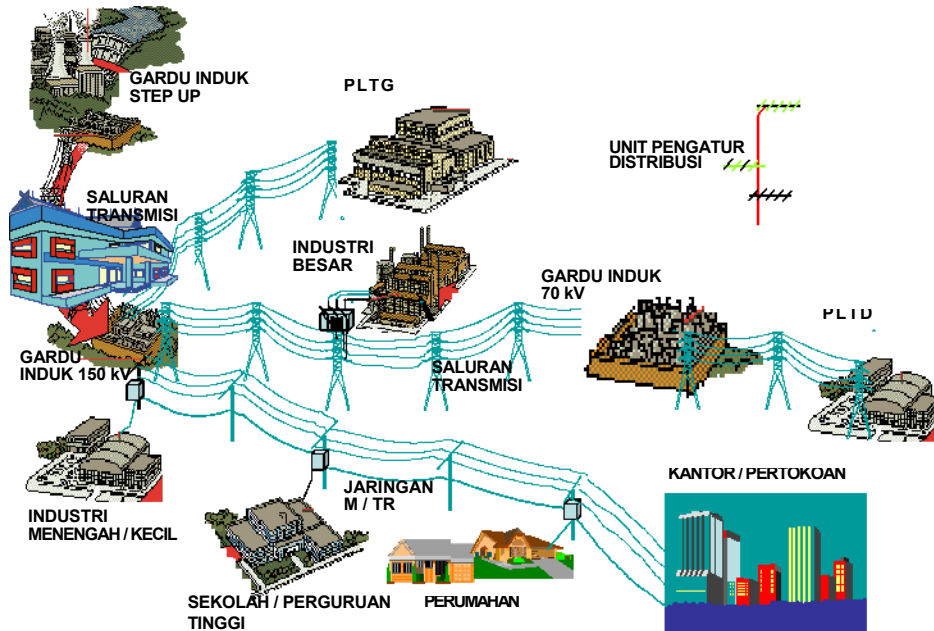 GARDU INDUK
STEP UP
PLTG
UNIT PENGATUR
DISTRIBUSI
SALURAN
TRANSMISI
INDUSTRI
BESAR
GARDU INDUK
70 kV
PLTD
GARDU
INDUK 150 kV
SALURAN
TRANSMISI
KANTOR / PERTOKOAN
JARINGAN
M / TR
INDUSTRI
MENENGAH / KECIL
SEKOLAH / PERGURUAN
TINGGI
PERUMAHAN